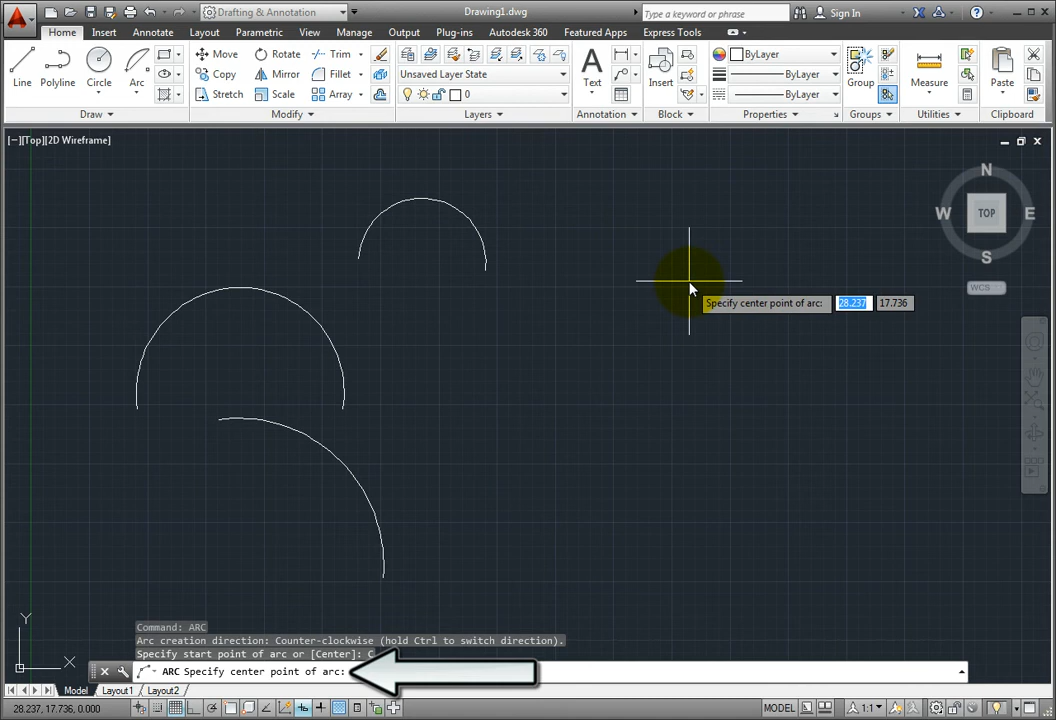 Drafting & Annotation
Drawing1.dwg
Type a keyword or phrase
Sign In
Home Insert Annotate Layout Parametric View Manage Output Plug-ins Autodesk 360 Featured Apps Express Tools
Line Polyline Circle Arc
Move Rotate Trim
Copy Mirror Fillet
Stretch Scale Array
Unsaved Layer State
0
Text
Insert
ByLayer
ByLayer
ByLayer
Group
Measure
Paste
Draw Modify Layers Annotation Block Properties Groups Utilities Clipboard
[−][Top][2D Wireframe]
N
W TOP E
S
WCS
Specify center point of arc: 28.237 17.736
Y
X
Command: ARC
Arc creation direction: Counter-clockwise (hold Ctrl to switch direction).
Specify start point of arc or [Center]: C
ARC Specify center point of arc:
Model Layout1 Layout2
28.237, 17.736, 0.000
MODEL
1:1